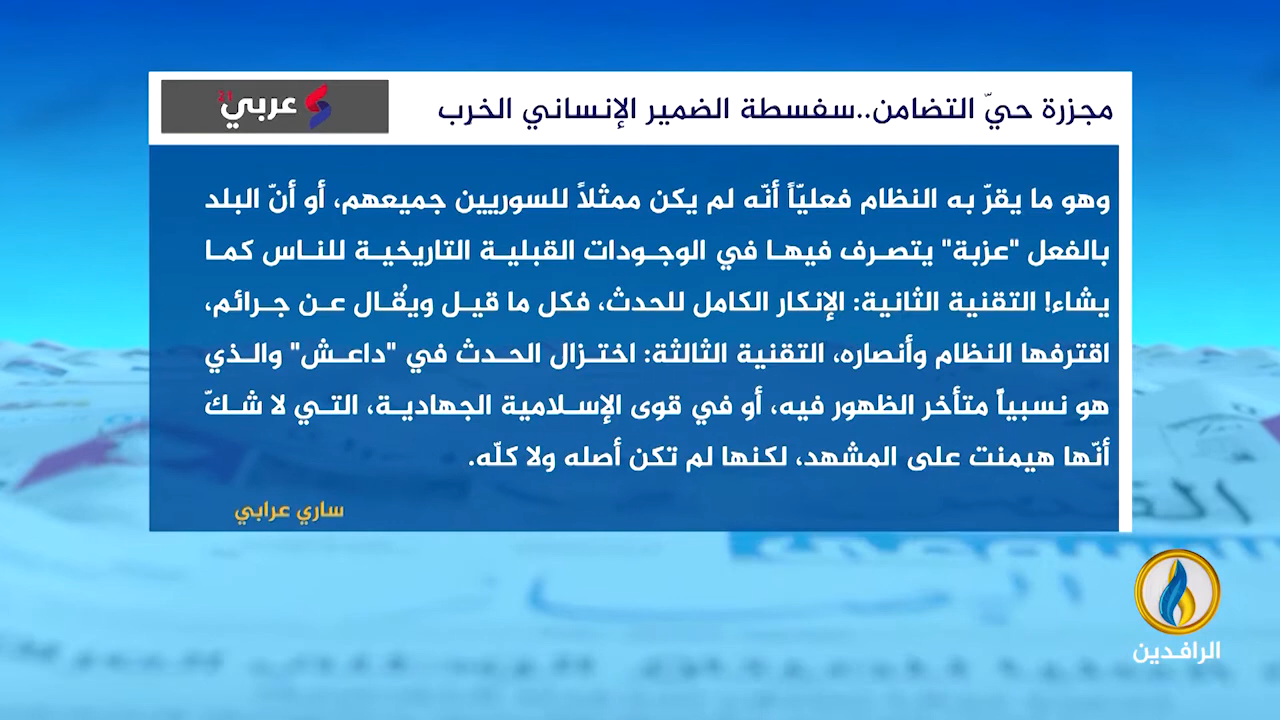 مجزرة حيّ التضامن..سفسطة الضمير الإنساني الخرب
عربي 21
وهو ما يقرّ به النظام فعليّاً أنّه لم يكن ممثلاً للسوريين جميعهم، أو أنّ البلد
بالفعل "عزبة" يتصرف فيها في الوجودات القبلية التاريخية للناس كما
يشاء! التقنية الثانية: الإنكار الكامل للحدث، فكل ما قيل ويُقال عن جرائم،
اقترفها النظام وأنصاره، التقنية الثالثة: اختزال الحدث في "داعش" والذي
هو نسبياً متأخر الظهور فيه، أو في قوى الإسلامية الجهادية، التي لا شكّ
أنّها هيمنت على المشهد، لكنها لم تكن أصله ولا كلّه.
ساري عرابي
الرافدين